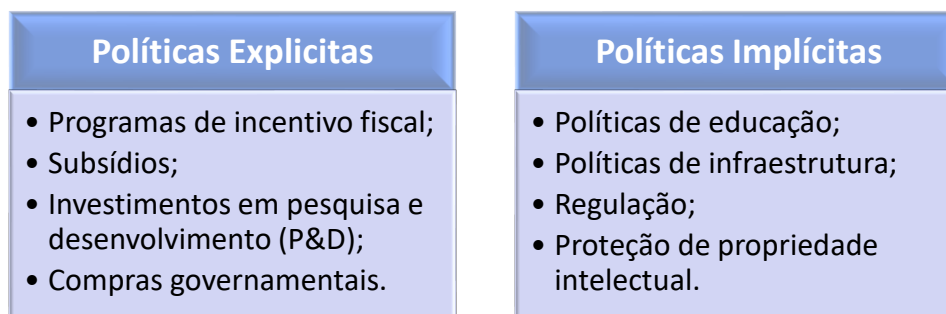 Políticas Explicitas
• Programas de incentivo fiscal;
• Subsídios;
• Investimentos em pesquisa e
desenvolvimento (P&D);
• Compras governamentais.
Políticas Implícitas
• Políticas de educação;
• Políticas de infraestrutura;
• Regulação;
• Proteção de propriedade
intelectual.